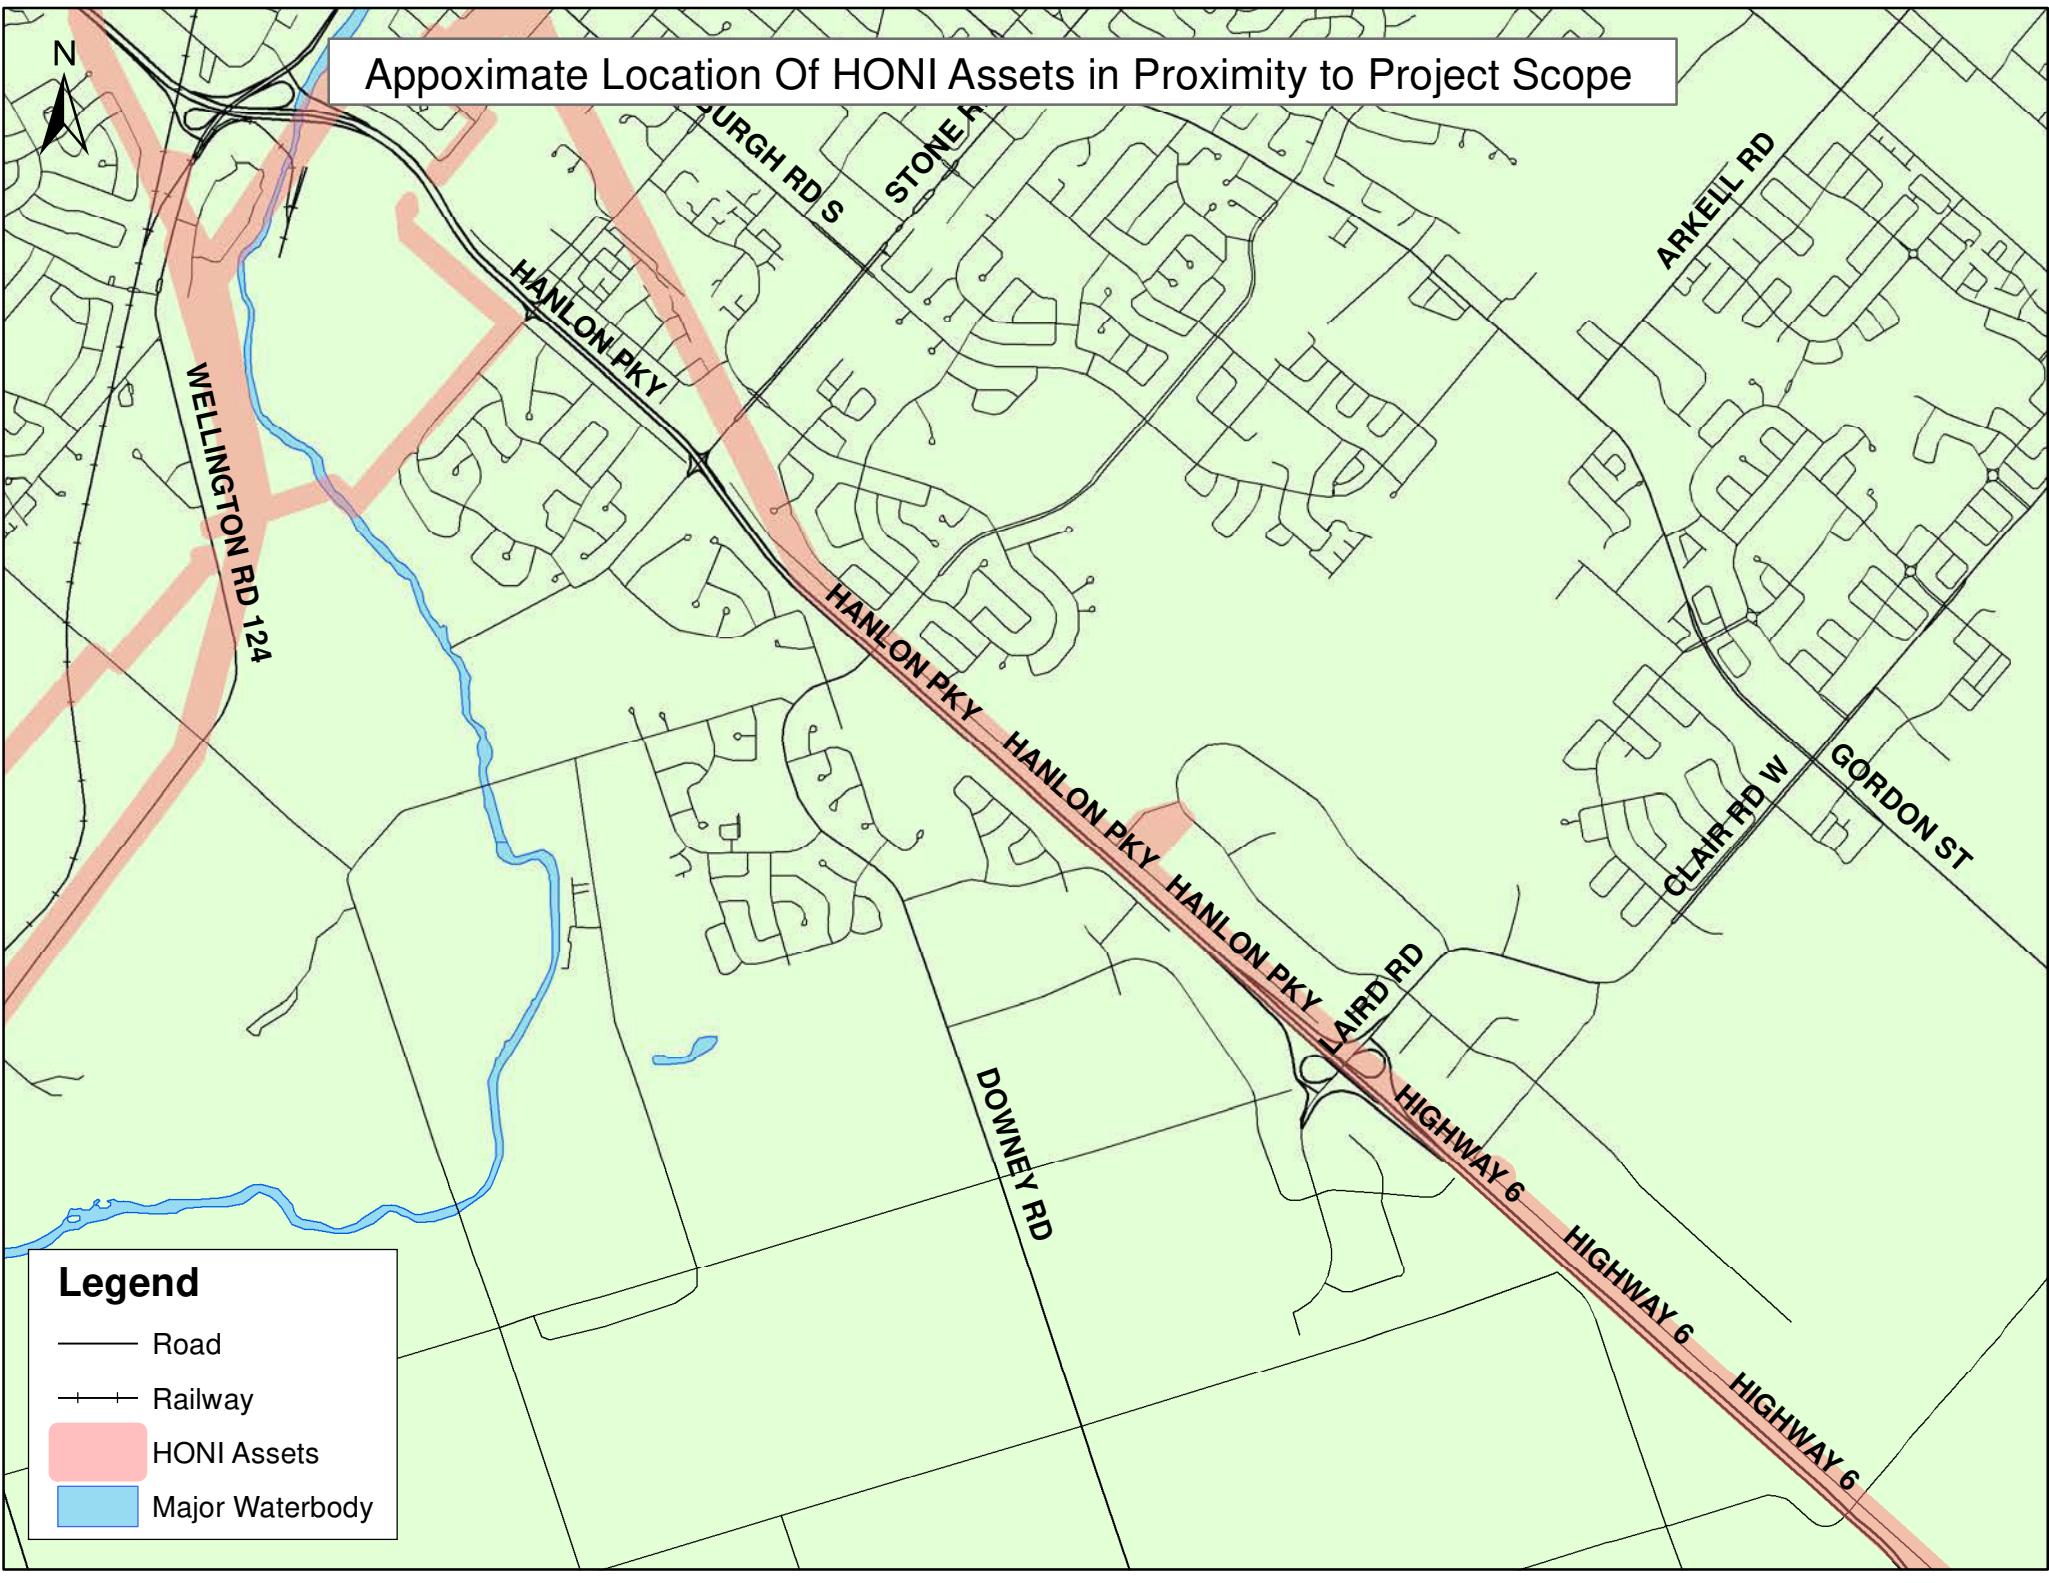 N
Appoximate Location Of HONI Assets in Proximity to Project Scope
STONE
RD S
ARKELL RD
HANLON PKY
WELLINGTON RD 124
HANLON PKY
HANLON PKY
HANLON PKY
GORDON ST
CLAIR RD W
LAIRD RD
DOWNEY RD
HIGHWAY 6
HIGHWAY 6
HIGHWAY 6
Legend
Road
Railway
HONI Assets
Major Waterbody